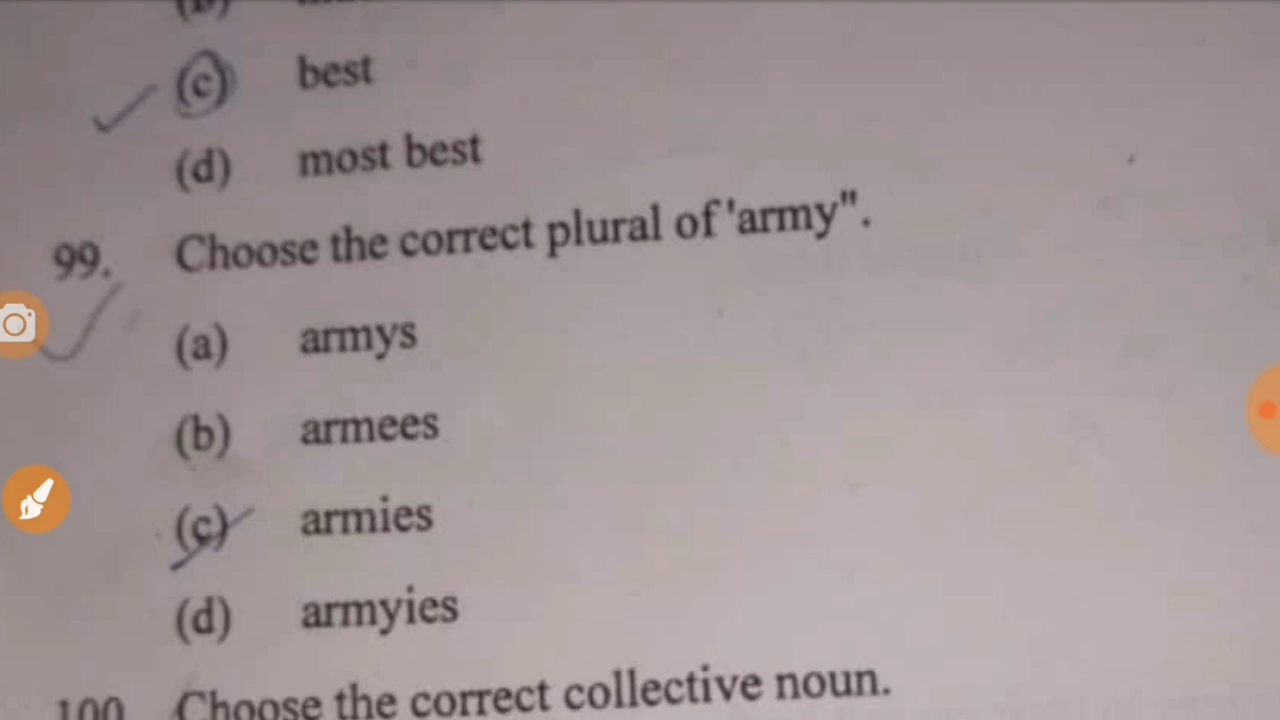 (c) best
(d) most best
99. Choose the correct plural of 'army".
(a) armys
(b) armees
(c) armies
(d) armyies
100 Choose the correct collective noun.